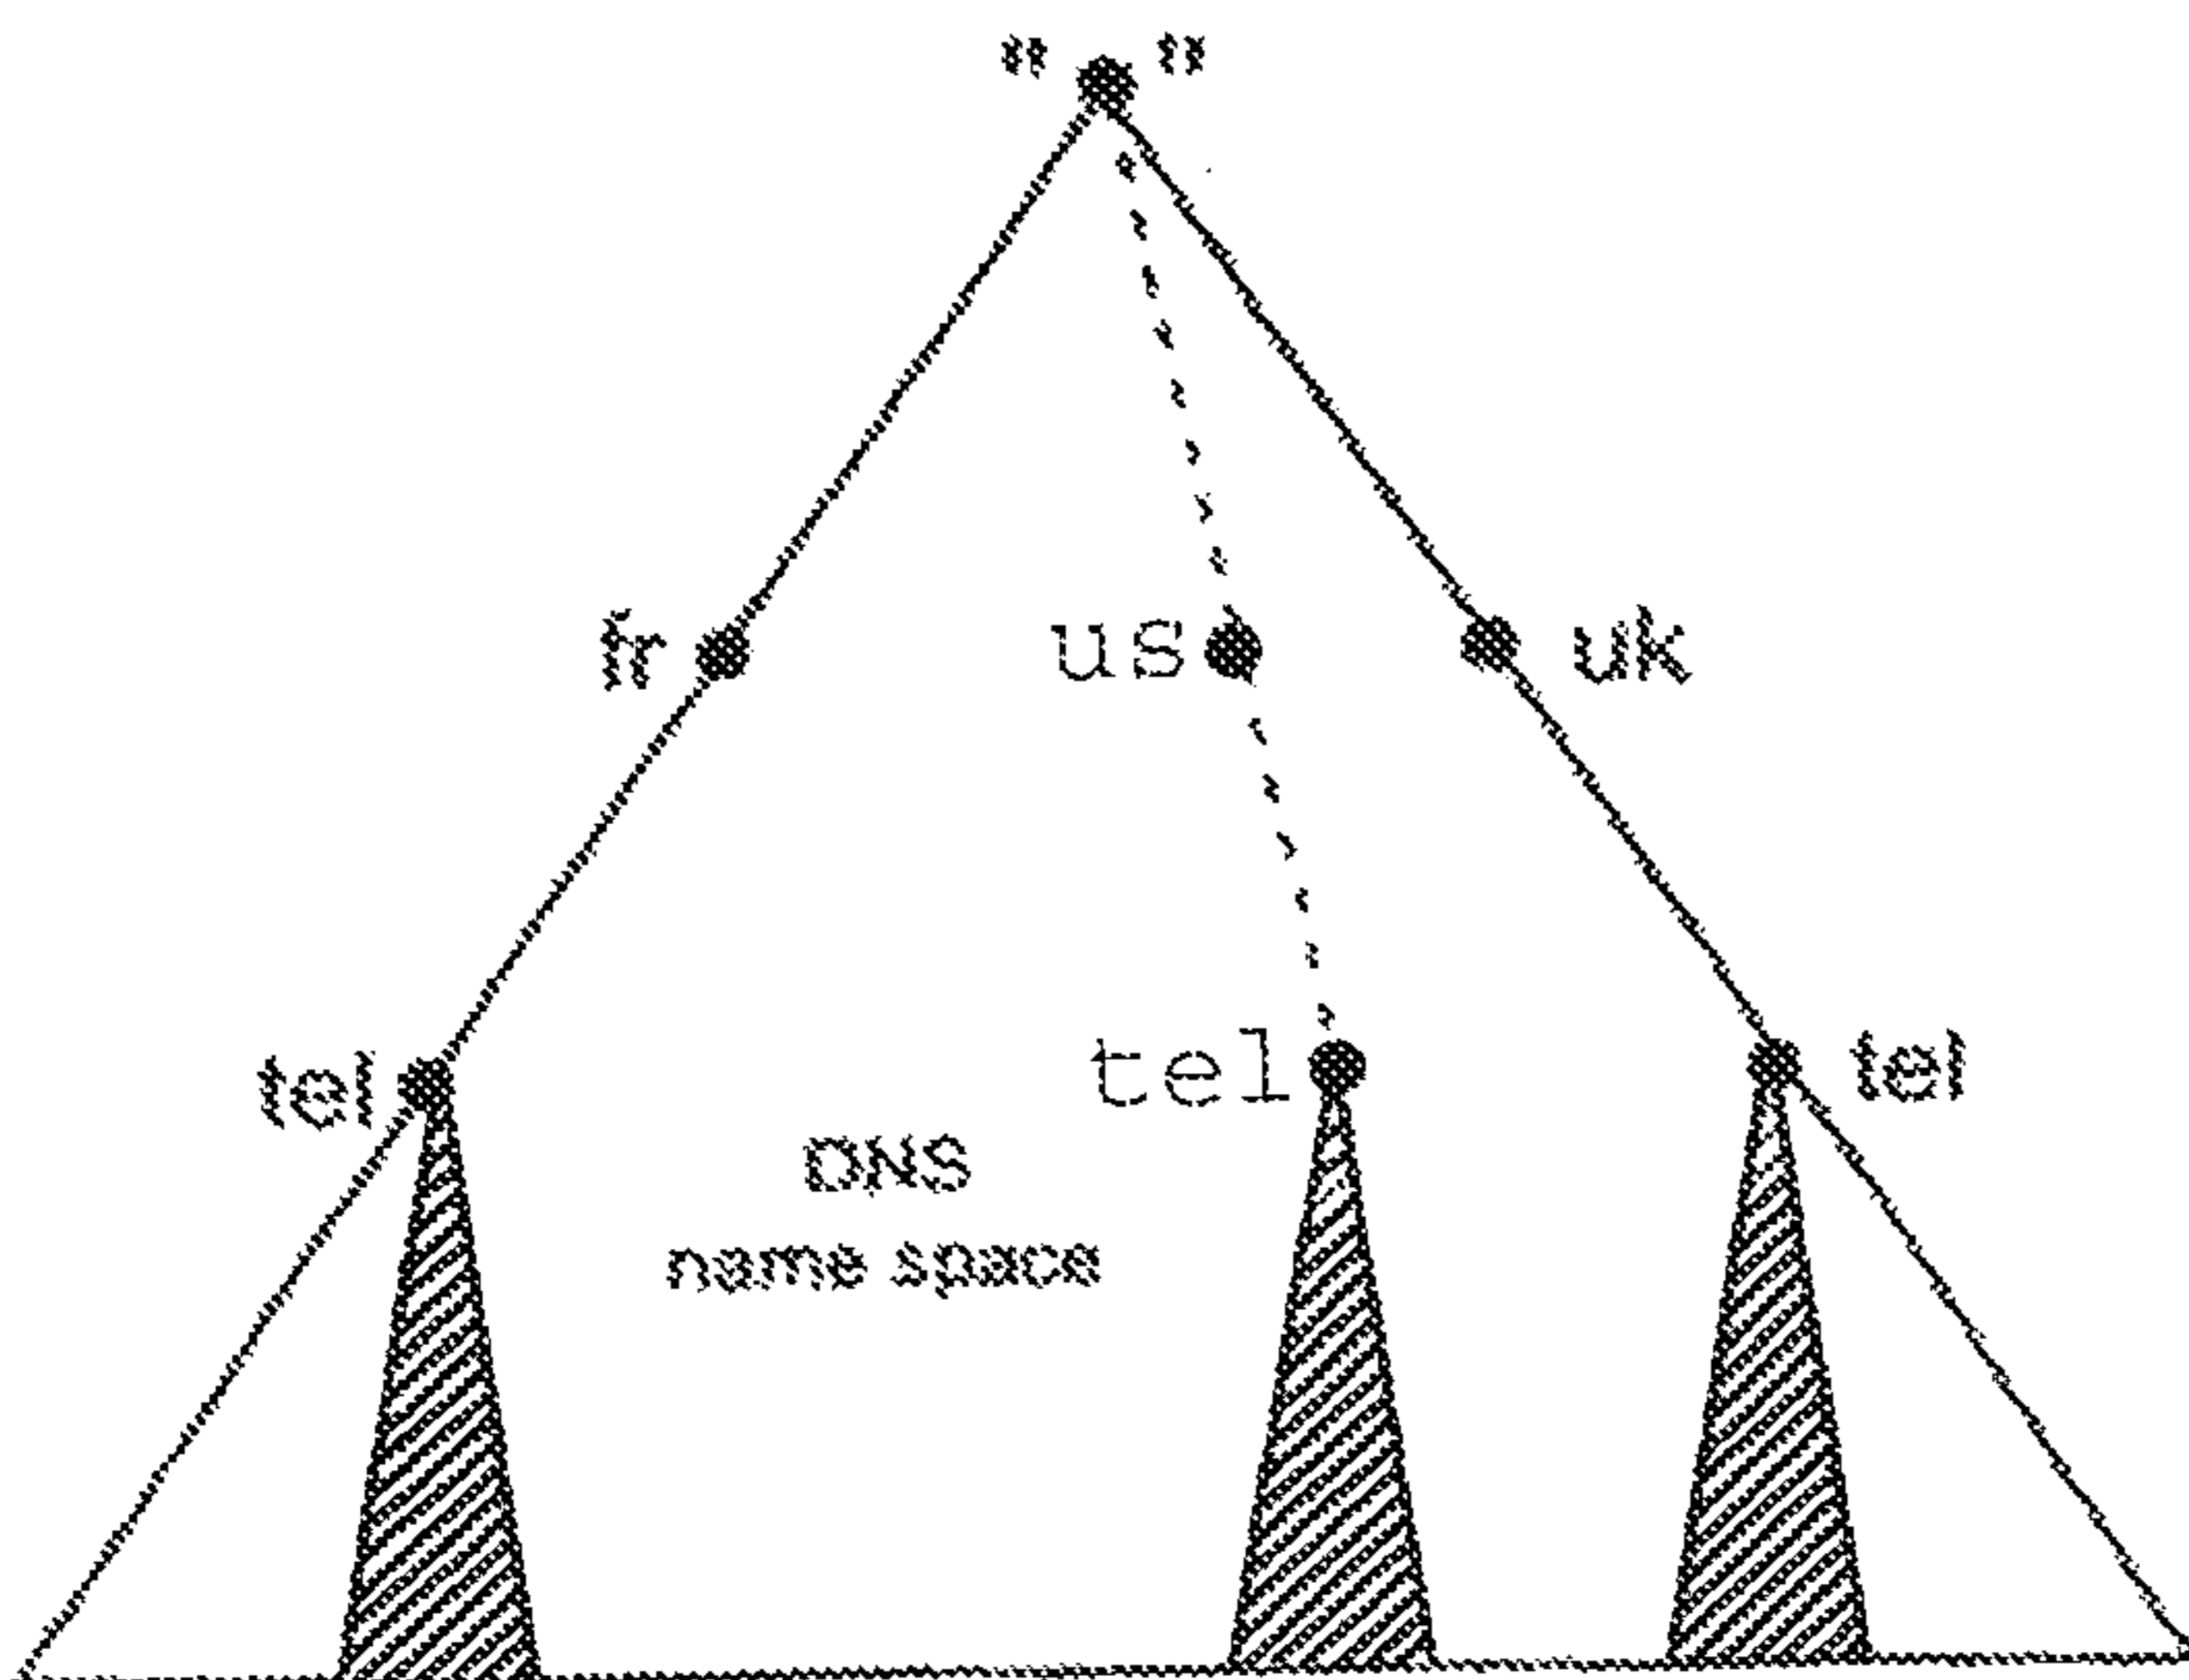 “ ”
fr
us
uk
tel
tel
tel
DNS
name space